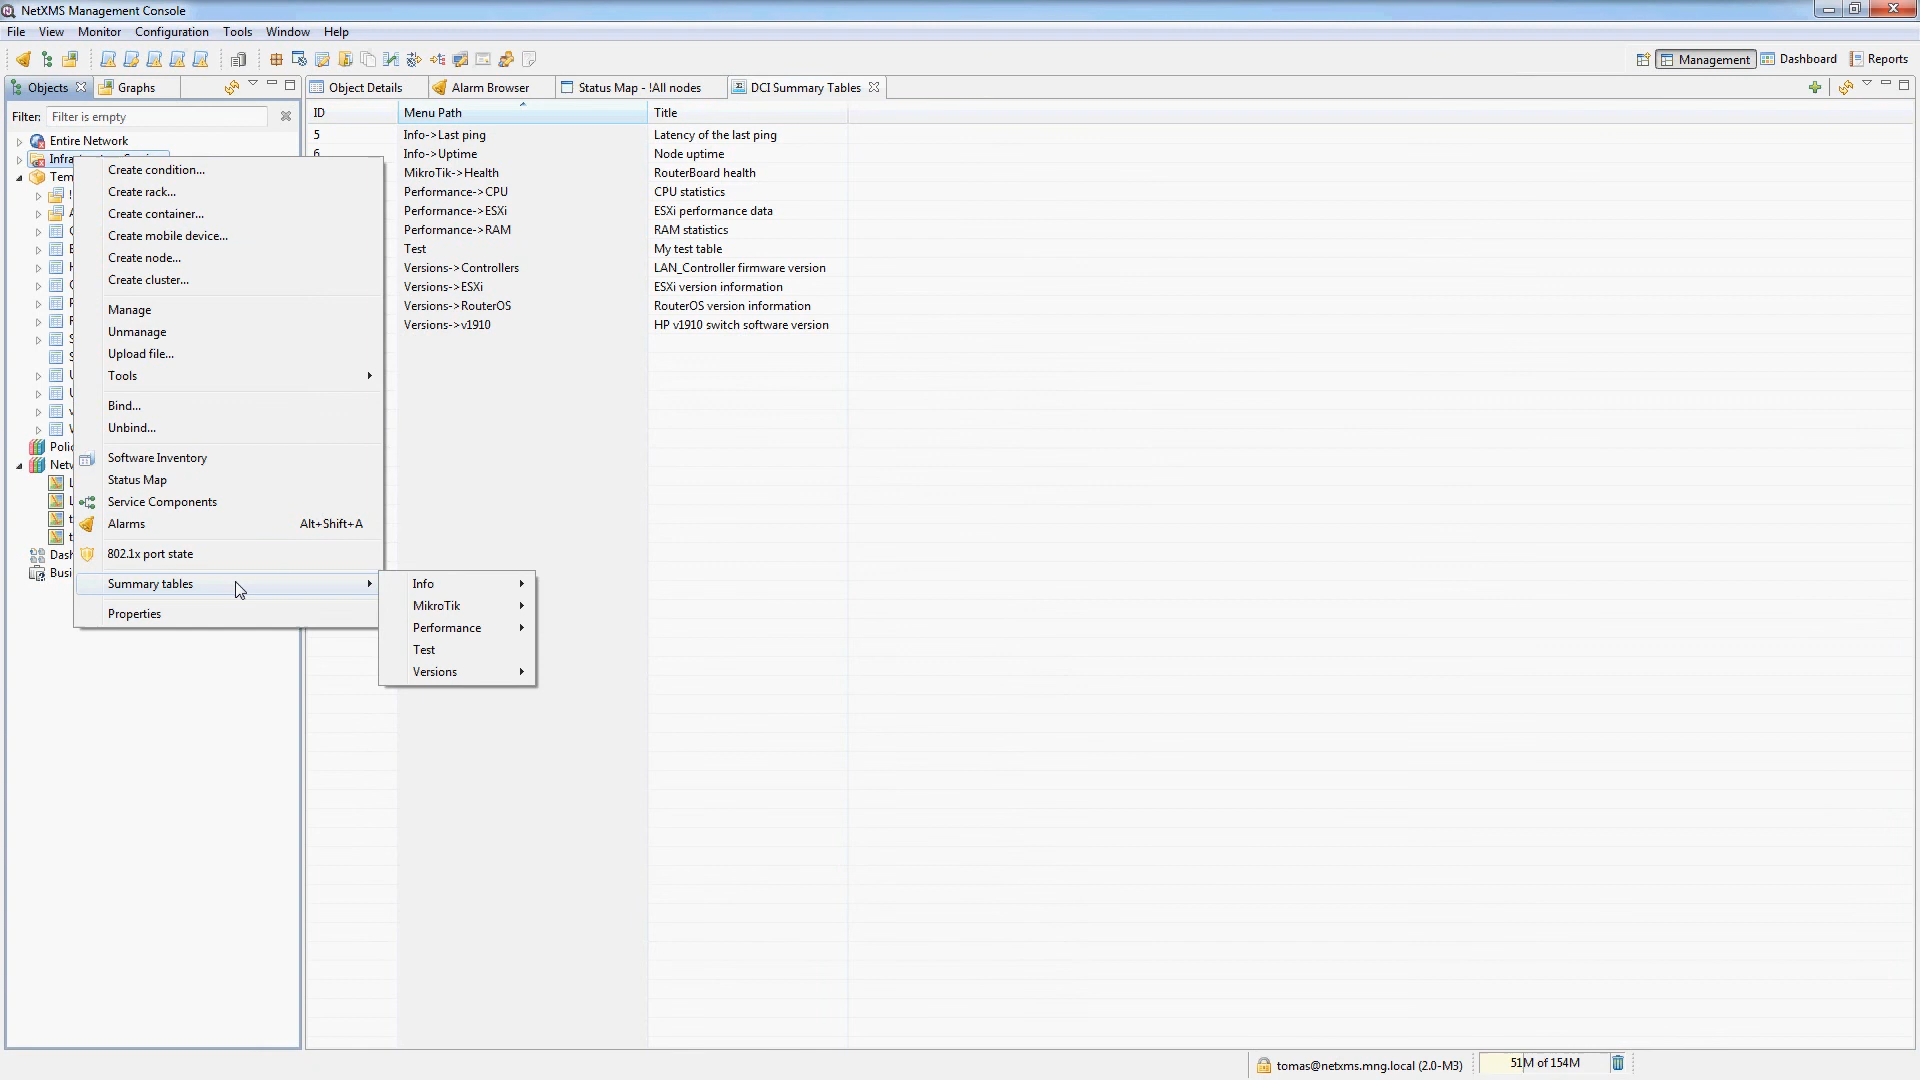 NetXMS Management Console
File View Monitor Configuration Tools Window Help
Management Dashboard Reports
Objects Graphs Object Details Alarm Browser Status Map - !All nodes DCI Summary Tables
Filter: Filter is empty
Entire Network
ID Menu Path Title
5 Info->Last ping Latency of the last ping
6 Info->Uptime Node uptime
MikroTik->Health RouterBoard health
Performance->CPU CPU statistics
Performance->ESXi ESXi performance data
Performance->RAM RAM statistics
Test My test table
Versions->Controllers LAN_Controller firmware version
Versions->ESXi ESXi version information
Versions->RouterOS RouterOS version information
Versions->v1910 HP v1910 switch software version
Create condition...
Create rack...
Create container...
Create mobile device...
Create node...
Create cluster...
Manage
Unmanage
Upload file...
Tools
Bind...
Unbind...
Software Inventory
Status Map
Service Components
Alarms Alt+Shift+A
802.1x port state
Summary tables
Properties
Info
MikroTik
Performance
Test
Versions
tomas@netxms.mng.local (2.0-M3) 51M of 154M